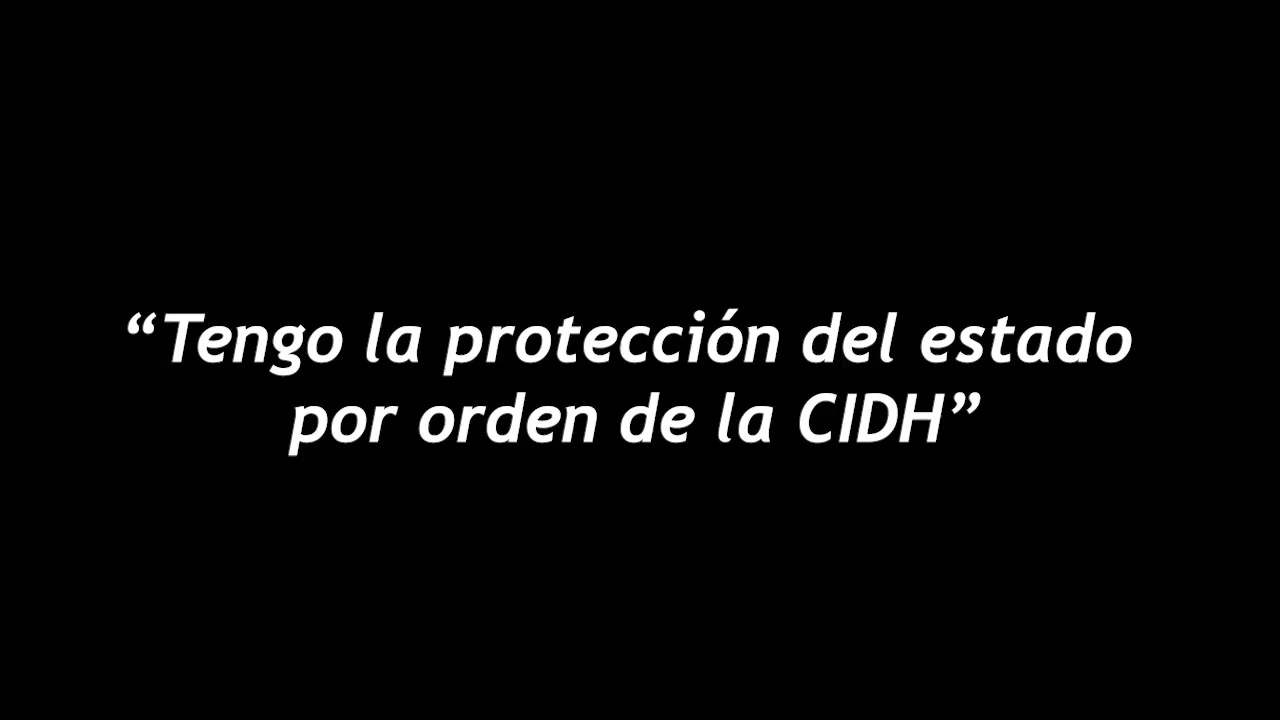 “Tengo la protección del estado
por orden de la CIDH”